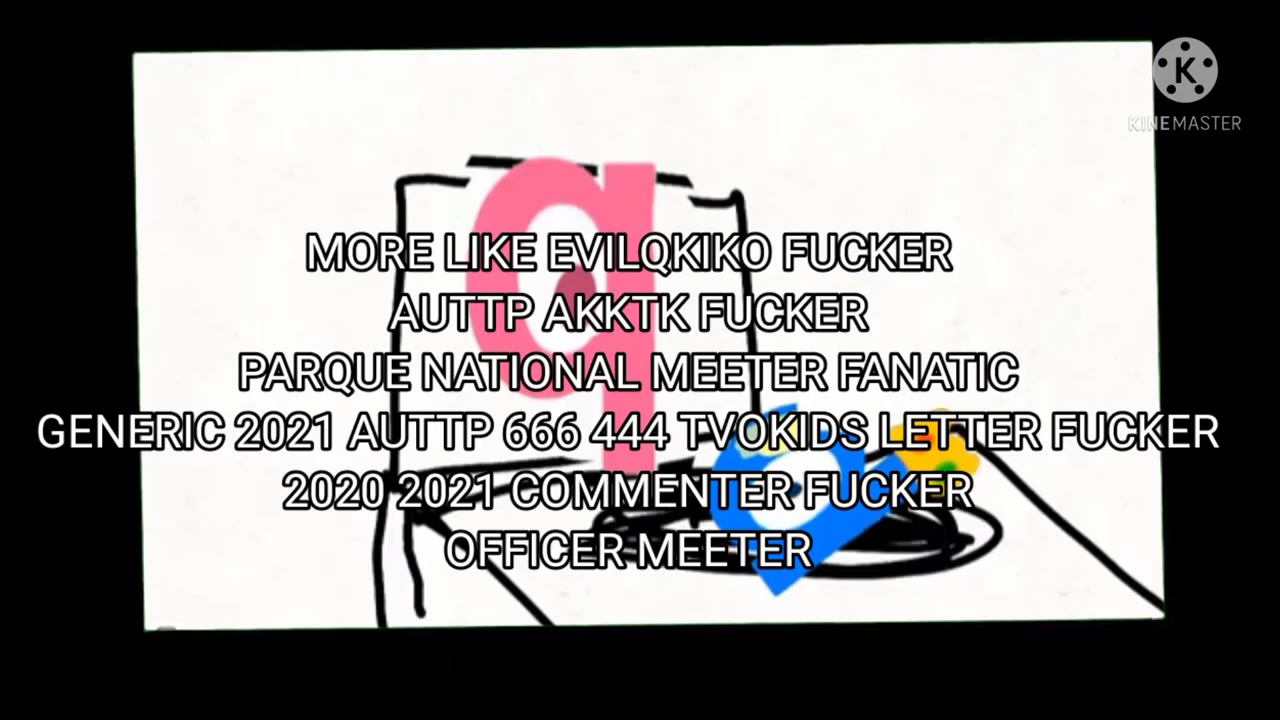 K
KINEMASTER
MORE LIKE EVILQKIKO FUCKER
AUTTP AKKTK FUCKER
PARQUE NATIONAL MEETER FANATIC
GENERIC 2021 AUTTP 666 444 TVOKIDS LETTER FUCKER
2020 2021 COMMENTER FUCKER
OFFICER MEETER